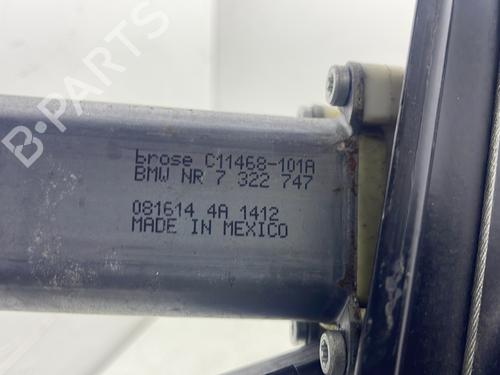 brose C11468-101A
BMW NR 7 322 747
081614 4A 1412
MADE IN MEXICO
B-PARTS